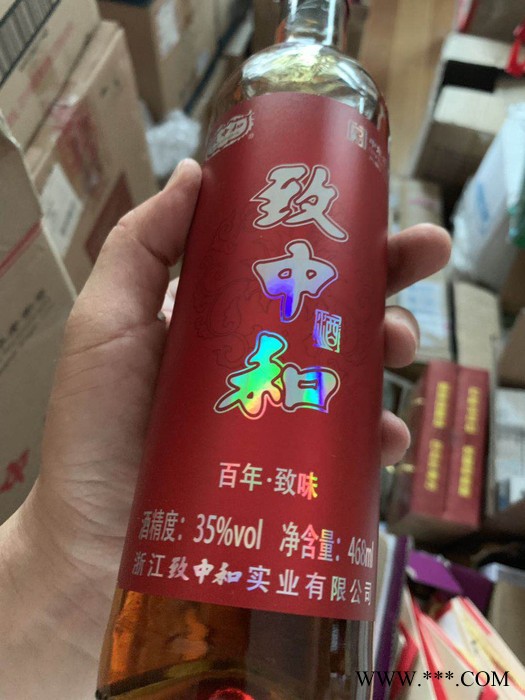 致中和
酒
百年·致味
酒精度：35%vol 净含量：468ml
浙江致中和实业有限公司
www.***.COM